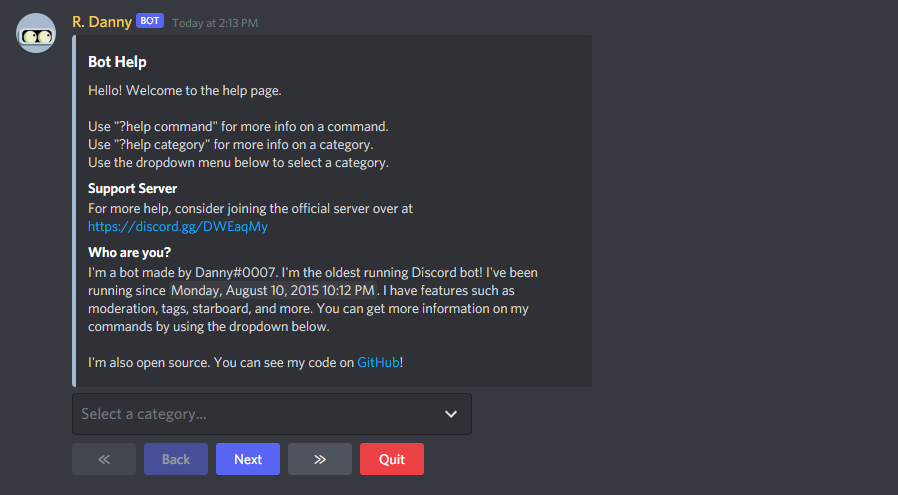 R. Danny BOT Today at 2:13 PM
Bot Help
Hello! Welcome to the help page.
Use "?help command" for more info on a command.
Use "?help category" for more info on a category.
Use the dropdown menu below to select a category.
Support Server
For more help, consider joining the official server over at
https://discord.gg/DWEaqMy
Who are you?
I'm a bot made by Danny#0007. I'm the oldest running Discord bot! I've been
running since Monday, August 10, 2015 10:12 PM. I have features such as
moderation, tags, starboard, and more. You can get more information on my
commands by using the dropdown below.
I'm also open source. You can see my code on GitHub!
Select a category...
≪ Back Next ≫ Quit